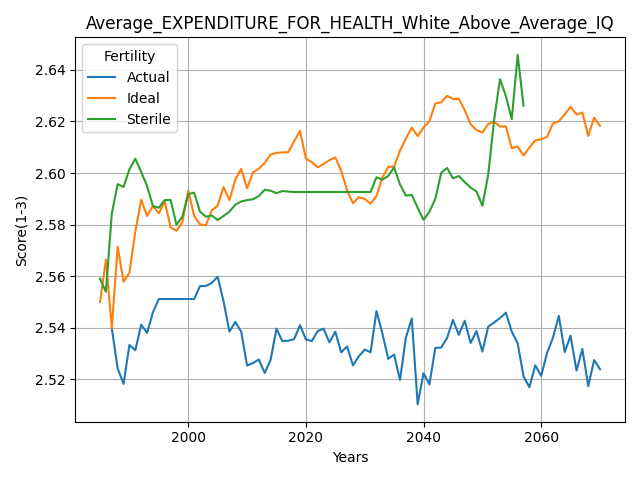 Average_EXPENDITURE_FOR_HEALTH_White_Above_Average_IQ
Fertility
Actual
Ideal
Sterile
Score(1-3)
2.64
2.62
2.60
2.58
2.56
2.54
2.52
2000
2020
2040
2060
Years